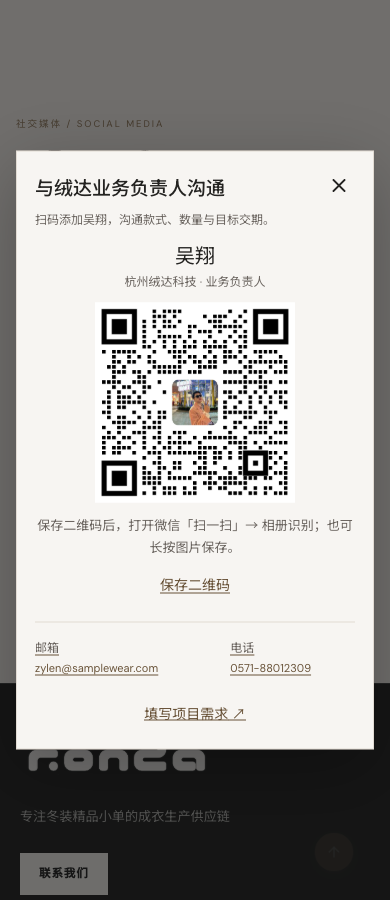 社交媒体 / SOCIAL MEDIA
与绒达业务负责人沟通
扫码添加吴翔，沟通款式、数量与目标交期。
吴翔
杭州绒达科技 · 业务负责人
保存二维码后，打开微信「扫一扫」→ 相册识别；也可
长按图片保存。
保存二维码
邮箱
电话
zylen@samplewear.com
0571-88012309
填写项目需求 ↗
专注冬装精品小单的成衣生产供应链
联系我们